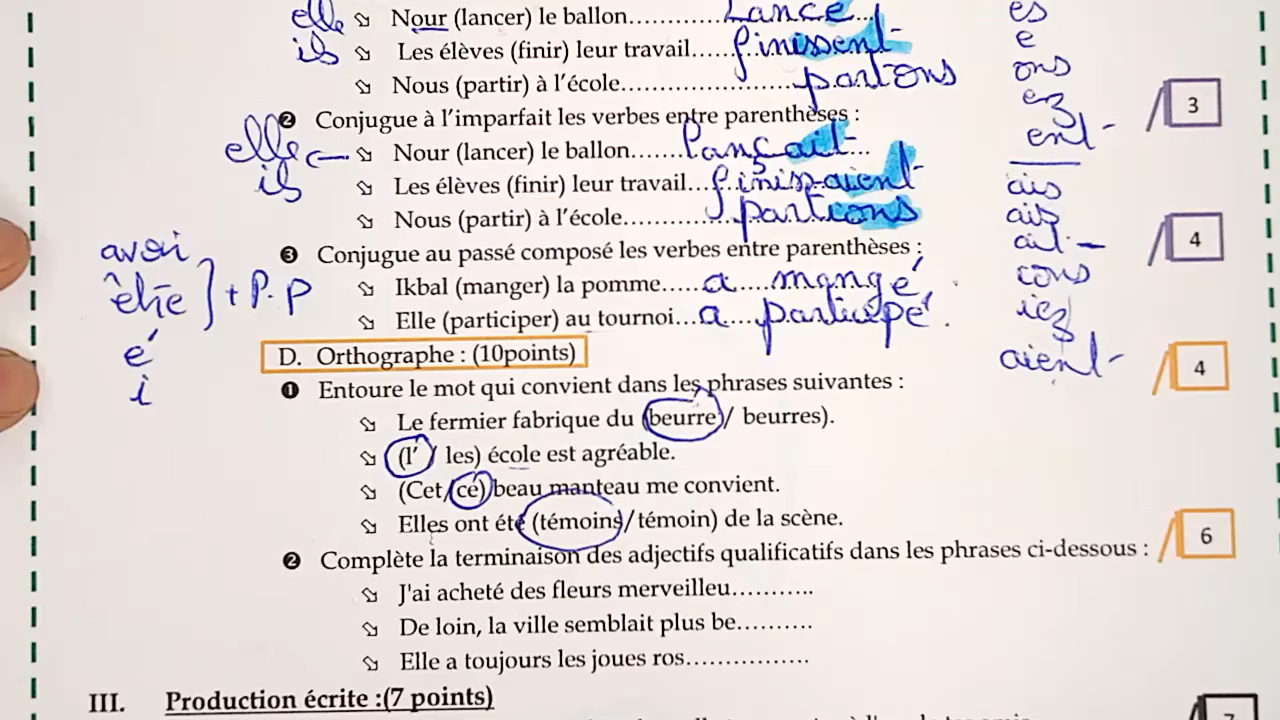 elle Nour (lancer) le ballon............Lance... es
ils Les élèves (finir) leur travail......finissent e
Nous (partir) à l'école........................partons ons
ez 3
❷ Conjugue à l'imparfait les verbes entre parenthèses : ent
elle ← Nour (lancer) le ballon.......lançait...
ils Les élèves (finir) leur travail...finissaient ais
Nous (partir) à l'école...............partions ais
avoir ❸ Conjugue au passé composé les verbes entre parenthèses : ait 4
être } + P.P Ikbal (manger) la pomme......a....mangé. ions
Elle (participer) au tournoi...a....participé. iez
é D. Orthographe : (10points) aient 4
i ❶ Entoure le mot qui convient dans les phrases suivantes :
Le fermier fabrique du (beurre / beurres).
(l' / les) école est agréable.
(Cet/ce) beau manteau me convient.
Elles ont été (témoins/témoin) de la scène.
❷ Complète la terminaison des adjectifs qualificatifs dans les phrases ci-dessous : 6
J'ai acheté des fleurs merveilleu...........
De loin, la ville semblait plus be..........
Elle a toujours les joues ros................
III. Production écrite :(7 points)
7